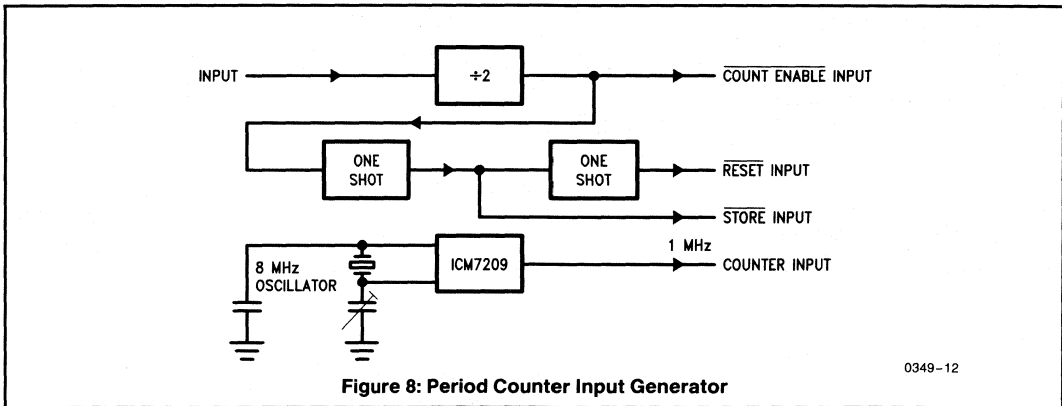 INPUT
÷2
COUNT ENABLE INPUT
ONE
SHOT
ONE
SHOT
RESET INPUT
STORE INPUT
1 MHz
8 MHz
OSCILLATOR
ICM7209
COUNTER INPUT
0349-12
Figure 8: Period Counter Input Generator